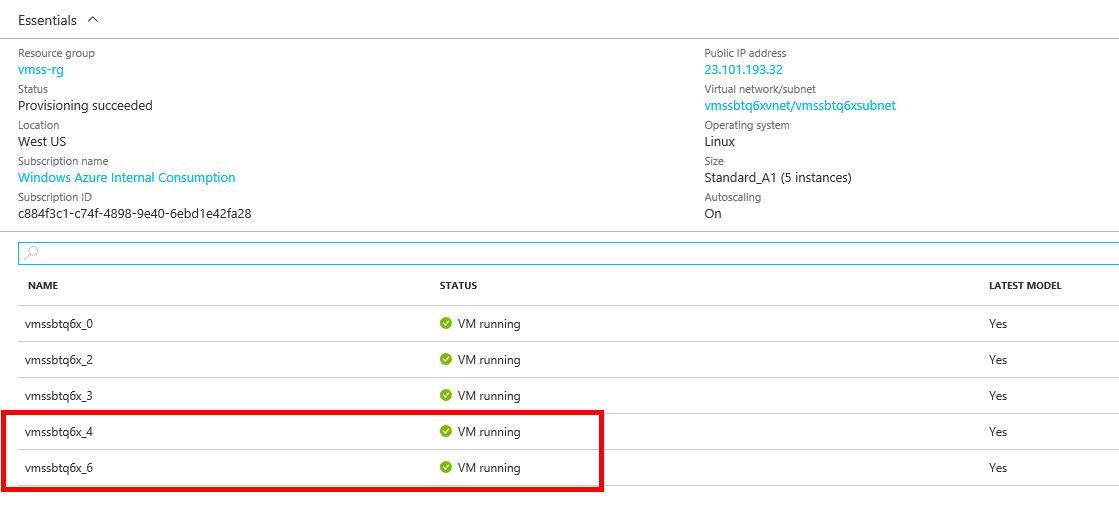 Essentials
Resource group
vmss-rg
Status
Provisioning succeeded
Location
West US
Subscription name
Windows Azure Internal Consumption
Subscription ID
c884f3c1-c74f-4898-9e40-6ebd1e42fa28
Public IP address
23.101.193.32
Virtual network/subnet
vmssbtq6xvnet/vmssbtq6xsubnet
Operating system
Linux
Size
Standard_A1 (5 instances)
Autoscaling
On
NAME STATUS LATEST MODEL
vmssbtq6x_0 VM running Yes
vmssbtq6x_2 VM running Yes
vmssbtq6x_3 VM running Yes
vmssbtq6x_4 VM running Yes
vmssbtq6x_6 VM running Yes